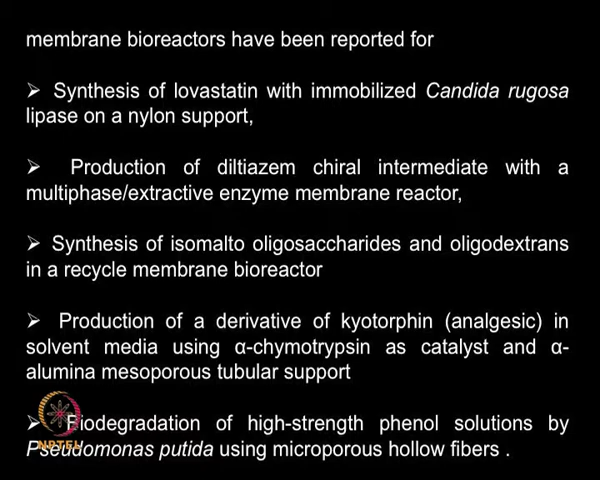 membrane bioreactors have been reported for
➢ Synthesis of lovastatin with immobilized Candida rugosa
lipase on a nylon support,
➢ Production of diltiazem chiral intermediate with a
multiphase/extractive enzyme membrane reactor,
➢ Synthesis of isomalto oligosaccharides and oligodextrans
in a recycle membrane bioreactor
➢ Production of a derivative of kyotorphin (analgesic) in
solvent media using α-chymotrypsin as catalyst and α-
alumina mesoporous tubular support
➢ Biodegradation of high-strength phenol solutions by
Pseudomonas putida using microporous hollow fibers .
NPTEL